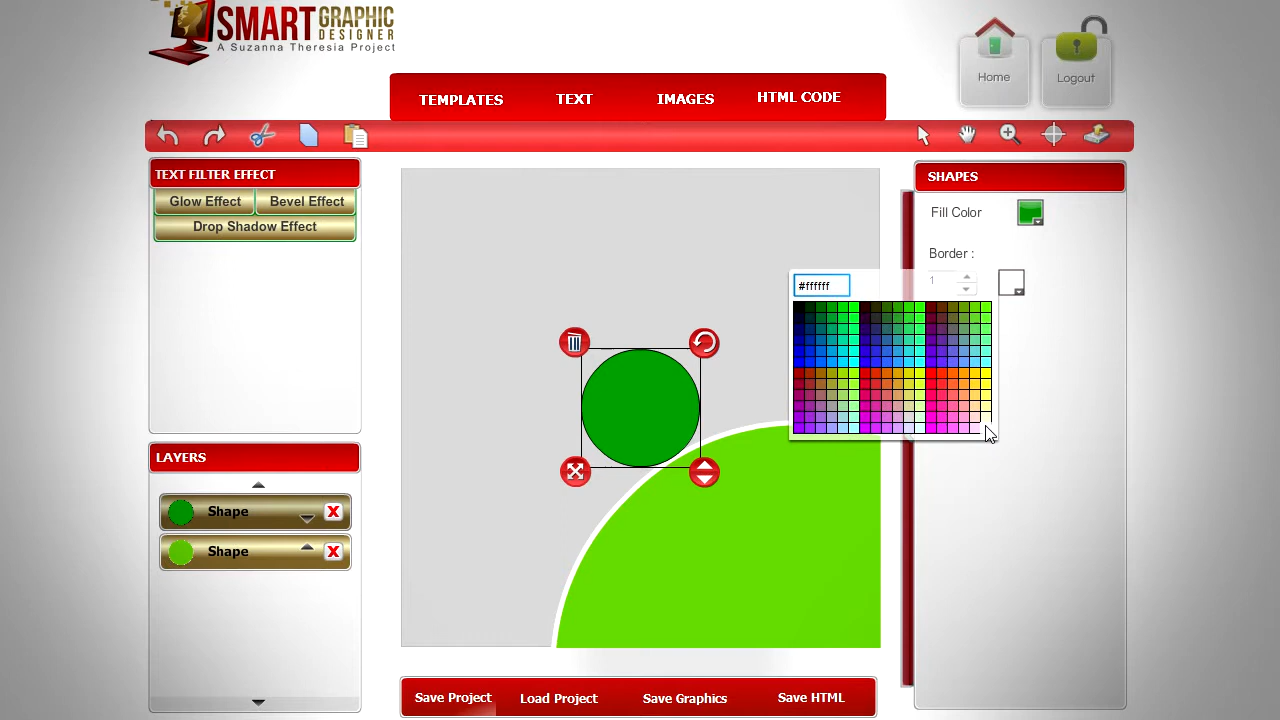 SMART GRAPHIC
DESIGNER
A Suzanna Theresia Project
Home
Logout
TEMPLATES
TEXT
IMAGES
HTML CODE
TEXT FILTER EFFECT
Glow Effect
Bevel Effect
Drop Shadow Effect
SHAPES
Fill Color
Border :
1
#ffffff
LAYERS
Shape
X
Shape
X
Save Project
Load Project
Save Graphics
Save HTML